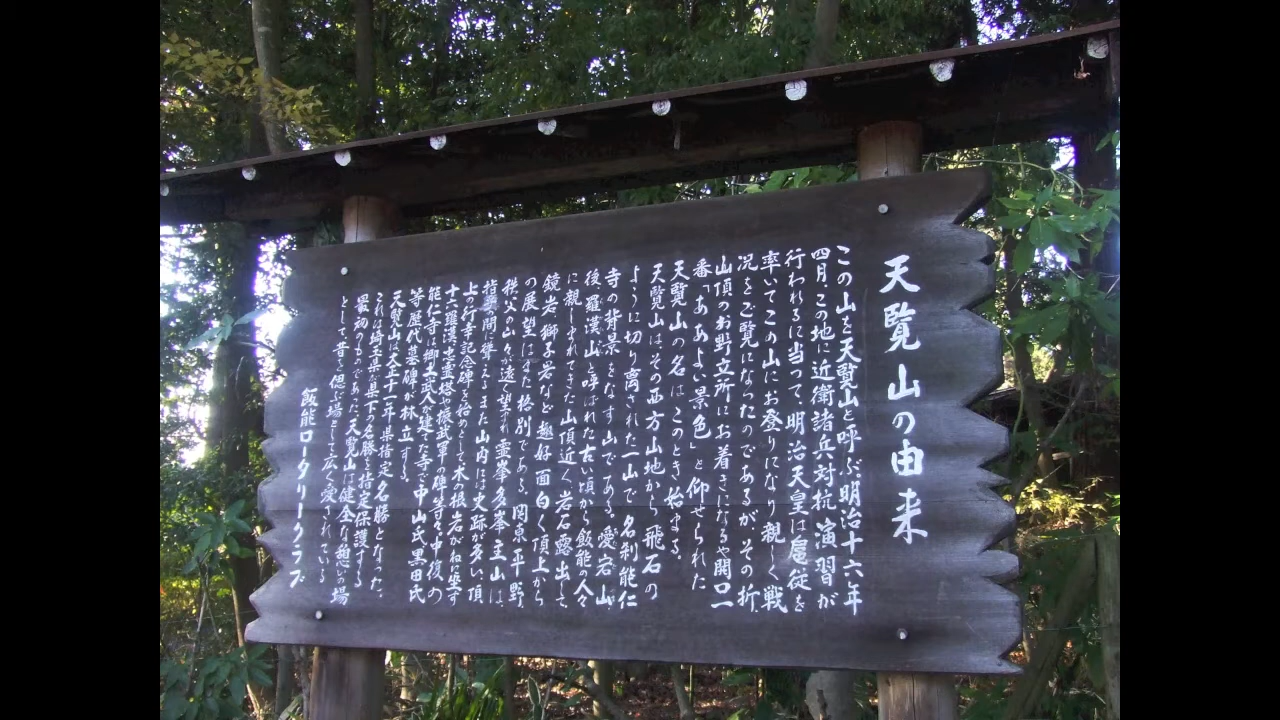 天覧山の由来
この山を天覧山と呼ぶ、明治十六年
四月、この地に近衛諸兵対抗演習が
行われるに当って、明治天皇は扈従を
率いてこの山にお登りになり親しく戦
況をご覧になったのであるが、その折、
山頂のお野立所にお着きになるや開口一
番「ああよい景色」と仰せられた
天覧山の名はこのとき始まる。
天覧山はその西方山地から飛石の
ように切り离された一山で、名刹能仁
寺の背景をなす山である。愛宕山
後、羅漢山と呼ばれた古い頃から飯能の人々
に親しまれてきた山頂近く岩石露出して、
鏡岩、獅子岩など趣好面白く頂上から
の展望はまた格別である。関東平野、
秩父の山々が遠く望まれ霊峯多峯主山は、
指呼の間に聳える。また山内には史跡が多い、頂
上の行幸記念碑を始めとして木の根岩かねに坐す
十六羅漢、忠霊塔や振武軍の碑、中復の
能仁寺は郷土武人が建てた寺で中山氏、黒田氏
等歴代墓碑が林立する。
天覧山は大正十一年、県指定名勝となった。
これは埼玉県が県下の名勝を指定保護する
最初のものであった、天覧山は健全な憩いの場
として昔を偲ぶ場として広く愛されている
飯能ロータリークラブ